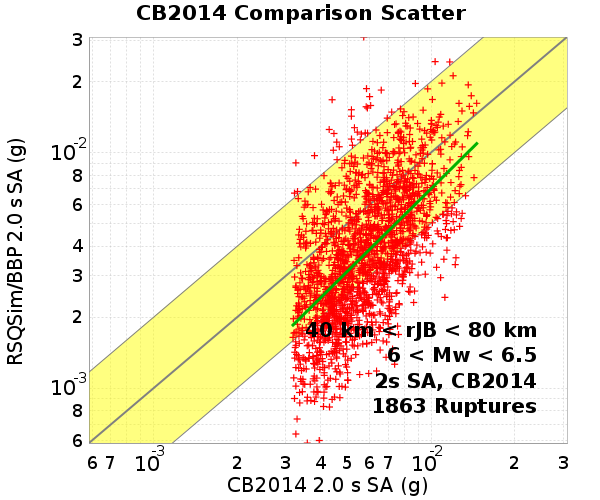 CB2014 Comparison Scatter
RSQSim/BBP 2.0 s SA (g)
3
2
10-2
8
6
4
3
2
10-3
8
6
40 km < rJB < 80 km
6 < Mw < 6.5
2s SA, CB2014
1863 Ruptures
6 7 10-3 2 3 4 5 6 7 10-2 2 3
CB2014 2.0 s SA (g)